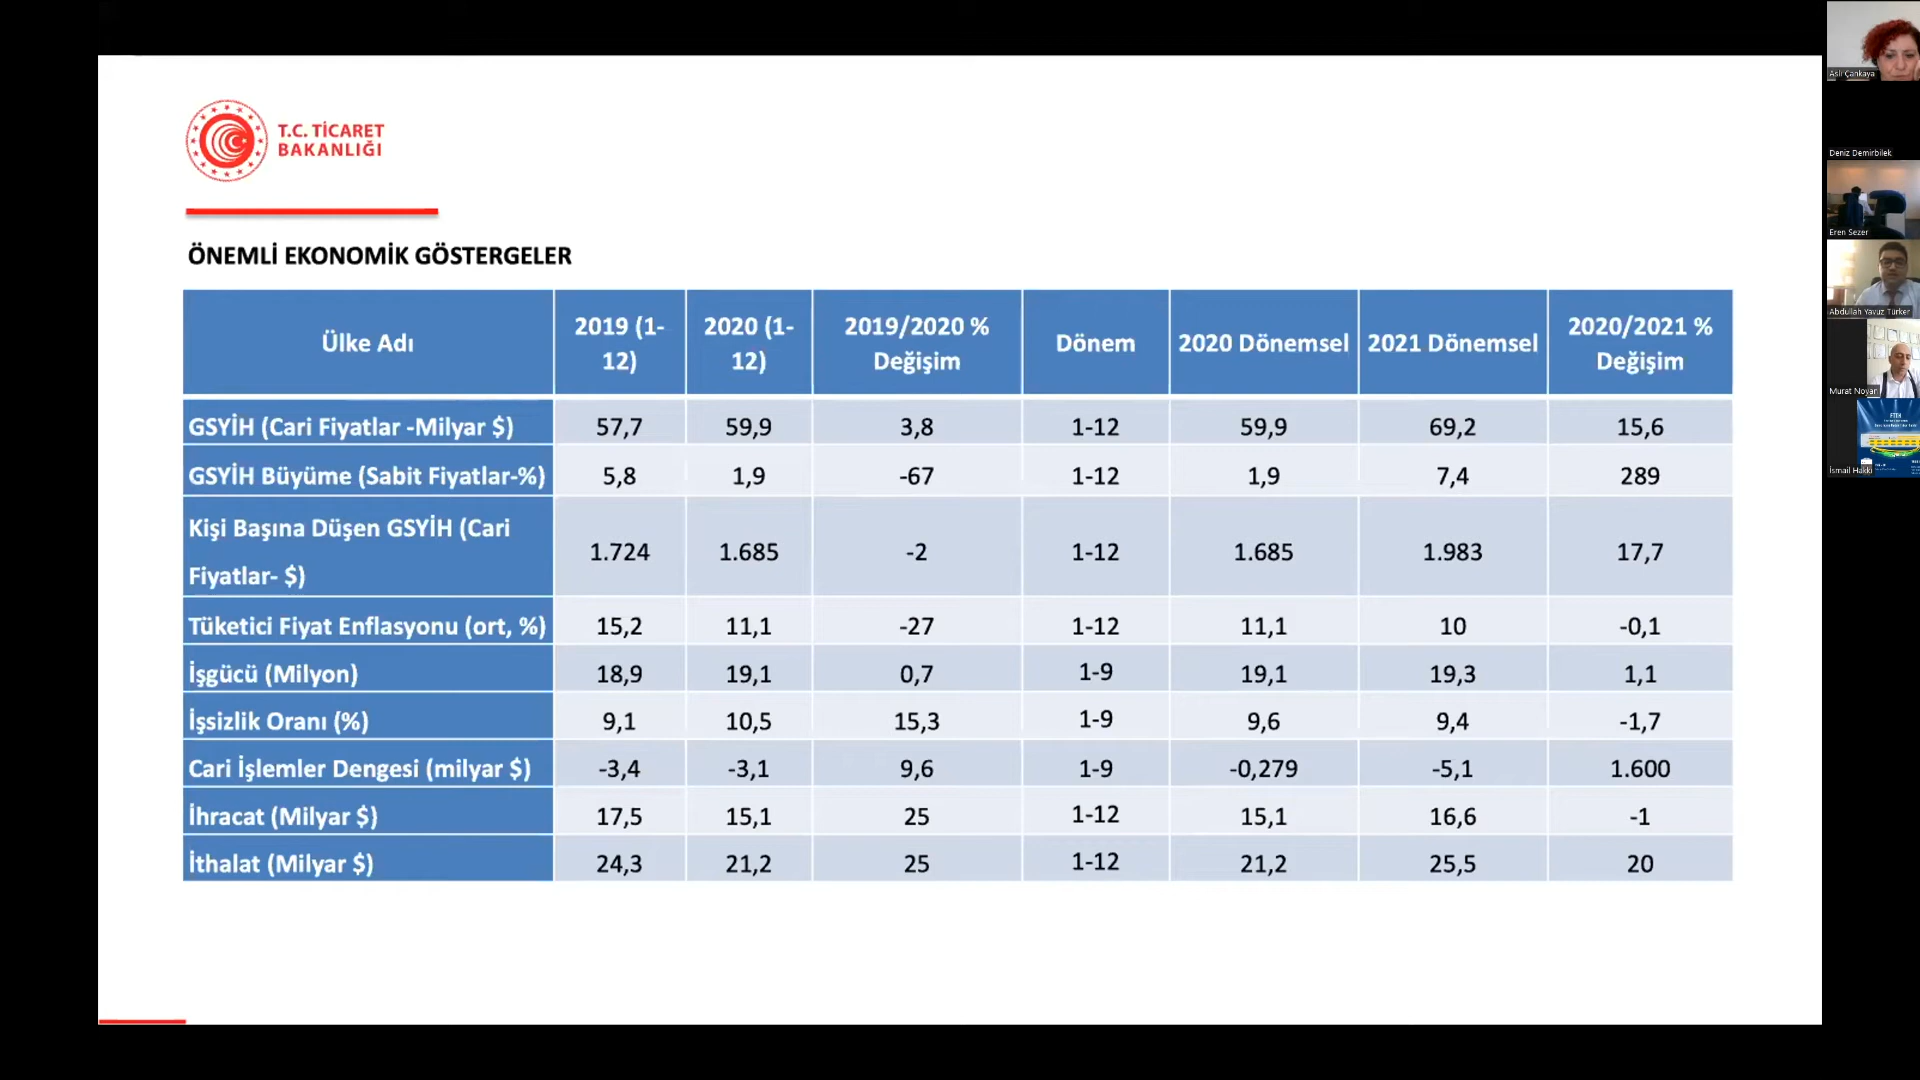 T.C. TİCARET
BAKANLIĞI
ÖNEMLİ EKONOMİK GÖSTERGELER
Ülke Adı 2019 (1-12) 2020 (1-12) 2019/2020 % Değişim Dönem 2020 Dönemsel 2021 Dönemsel 2020/2021 % Değişim
GSYİH (Cari Fiyatlar -Milyar $) 57,7 59,9 3,8 1-12 59,9 69,2 15,6
GSYİH Büyüme (Sabit Fiyatlar-%) 5,8 1,9 -67 1-12 1,9 7,4 289
Kişi Başına Düşen GSYİH (Cari Fiyatlar- $) 1.724 1.685 -2 1-12 1.685 1.983 17,7
Tüketici Fiyat Enflasyonu (ort, %) 15,2 11,1 -27 1-12 11,1 10 -0,1
İşgücü (Milyon) 18,9 19,1 0,7 1-9 19,1 19,3 1,1
İşsizlik Oranı (%) 9,1 10,5 15,3 1-9 9,6 9,4 -1,7
Cari İşlemler Dengesi (milyar $) -3,4 -3,1 9,6 1-9 -0,279 -5,1 1.600
İhracat (Milyar $) 17,5 15,1 25 1-12 15,1 16,6 -1
İthalat (Milyar $) 24,3 21,2 25 1-12 21,2 25,5 20
Aslı Çankaya
Deniz Demirbilek
Eren Sezer
Abdullah Yavuz Türker
Murat Noyan
İsmail Hakkı